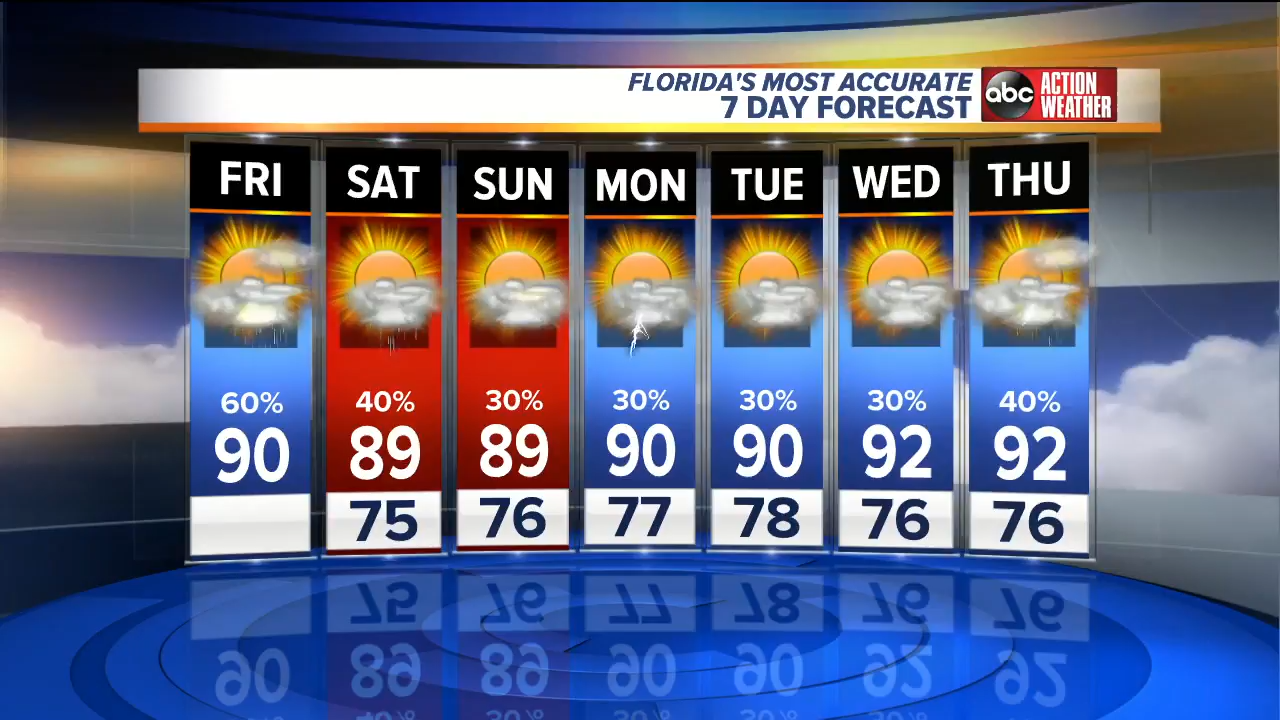 FLORIDA'S MOST ACCURATE
7 DAY FORECAST
abc ACTION
WEATHER
FRI SAT SUN MON TUE WED THU
60% 40% 30% 30% 30% 30% 40%
90 89 89 90 90 92 92
75 76 77 78 76 76